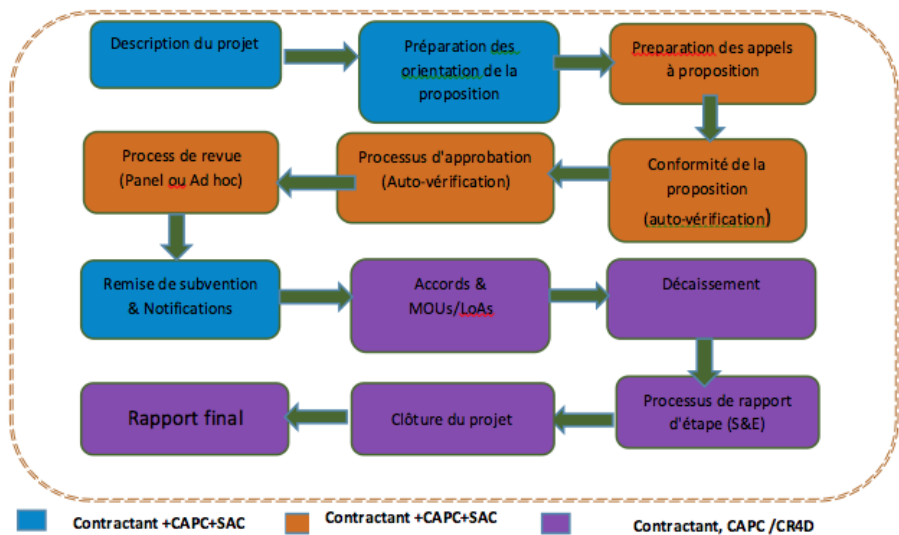 Description du projet
Préparation des
orientation de la
proposition
Preparation des appels
à proposition
Process de revue
(Panel ou Ad hoc)
Processus d'approbation
(Auto-vérification)
Conformité de la
proposition
(auto-vérification)
Remise de subvention
& Notifications
Accords &
MOUs/LoAs
Décaissement
Rapport final
Clôture du projet
Processus de rapport
d'étape (S&E)
Contractant +CAPC+SAC
Contractant +CAPC+SAC
Contractant, CAPC /CR4D